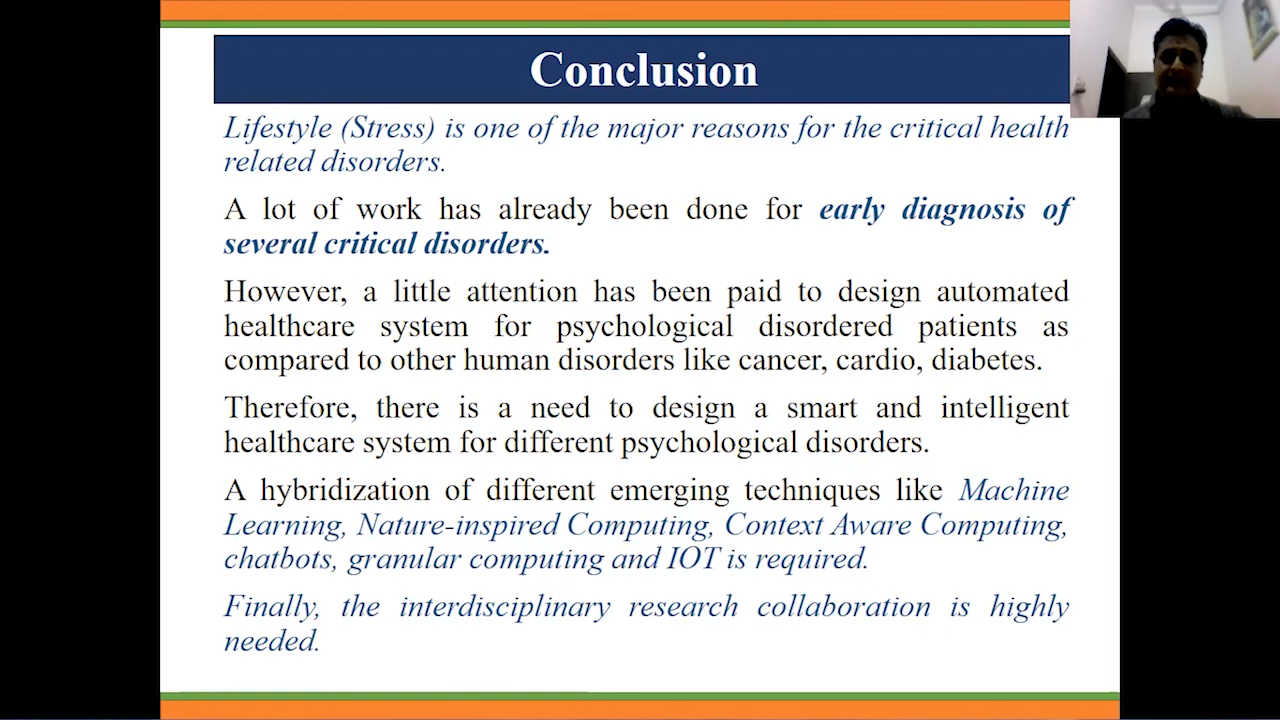 Conclusion
Lifestyle (Stress) is one of the major reasons for the critical health
related disorders.
A lot of work has already been done for early diagnosis of
several critical disorders.
However, a little attention has been paid to design automated
healthcare system for psychological disordered patients as
compared to other human disorders like cancer, cardio, diabetes.
Therefore, there is a need to design a smart and intelligent
healthcare system for different psychological disorders.
A hybridization of different emerging techniques like Machine
Learning, Nature-inspired Computing, Context Aware Computing,
chatbots, granular computing and IOT is required.
Finally, the interdisciplinary research collaboration is highly
needed.